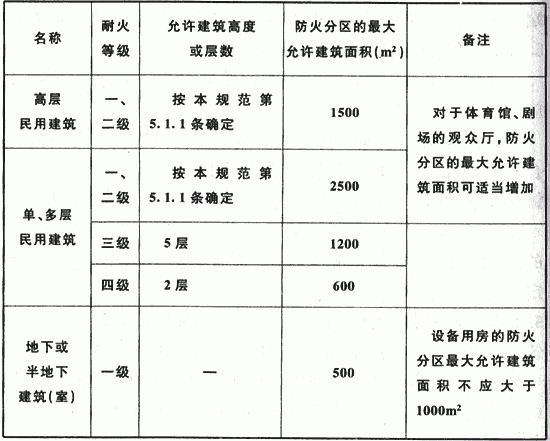 名称
耐火
等级
允许建筑高度
或层数
防火分区的最大
允许建筑面积(m²)
备注
高层
民用建筑
一、
二级
按本规范第
5.1.1条确定
1500
对于体育馆、剧
场的观众厅,防火
分区的最大允许建
筑面积可适当增加
单、多层
民用建筑
一、
二级
按本规范第
5.1.1条确定
2500
三级
5层
1200
四级
2层
600
地下或
半地下
建筑(室)
一级
—
500
设备用房的防火
分区最大允许建筑
面积不应大于
1000m²